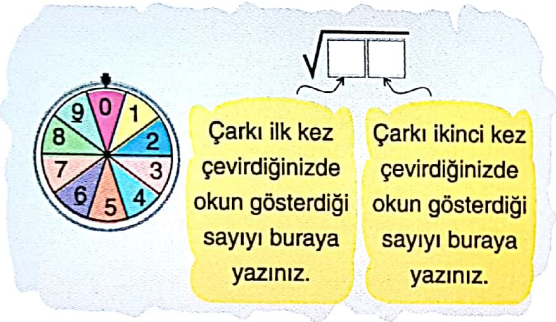 0
1
2
3
4
5
6
7
8
9
√
Çarkı ilk kez
çevirdiğinizde
okun gösterdiği
sayıyı buraya
yazınız.
Çarkı ikinci kez
çevirdiğinizde
okun gösterdiği
sayıyı buraya
yazınız.